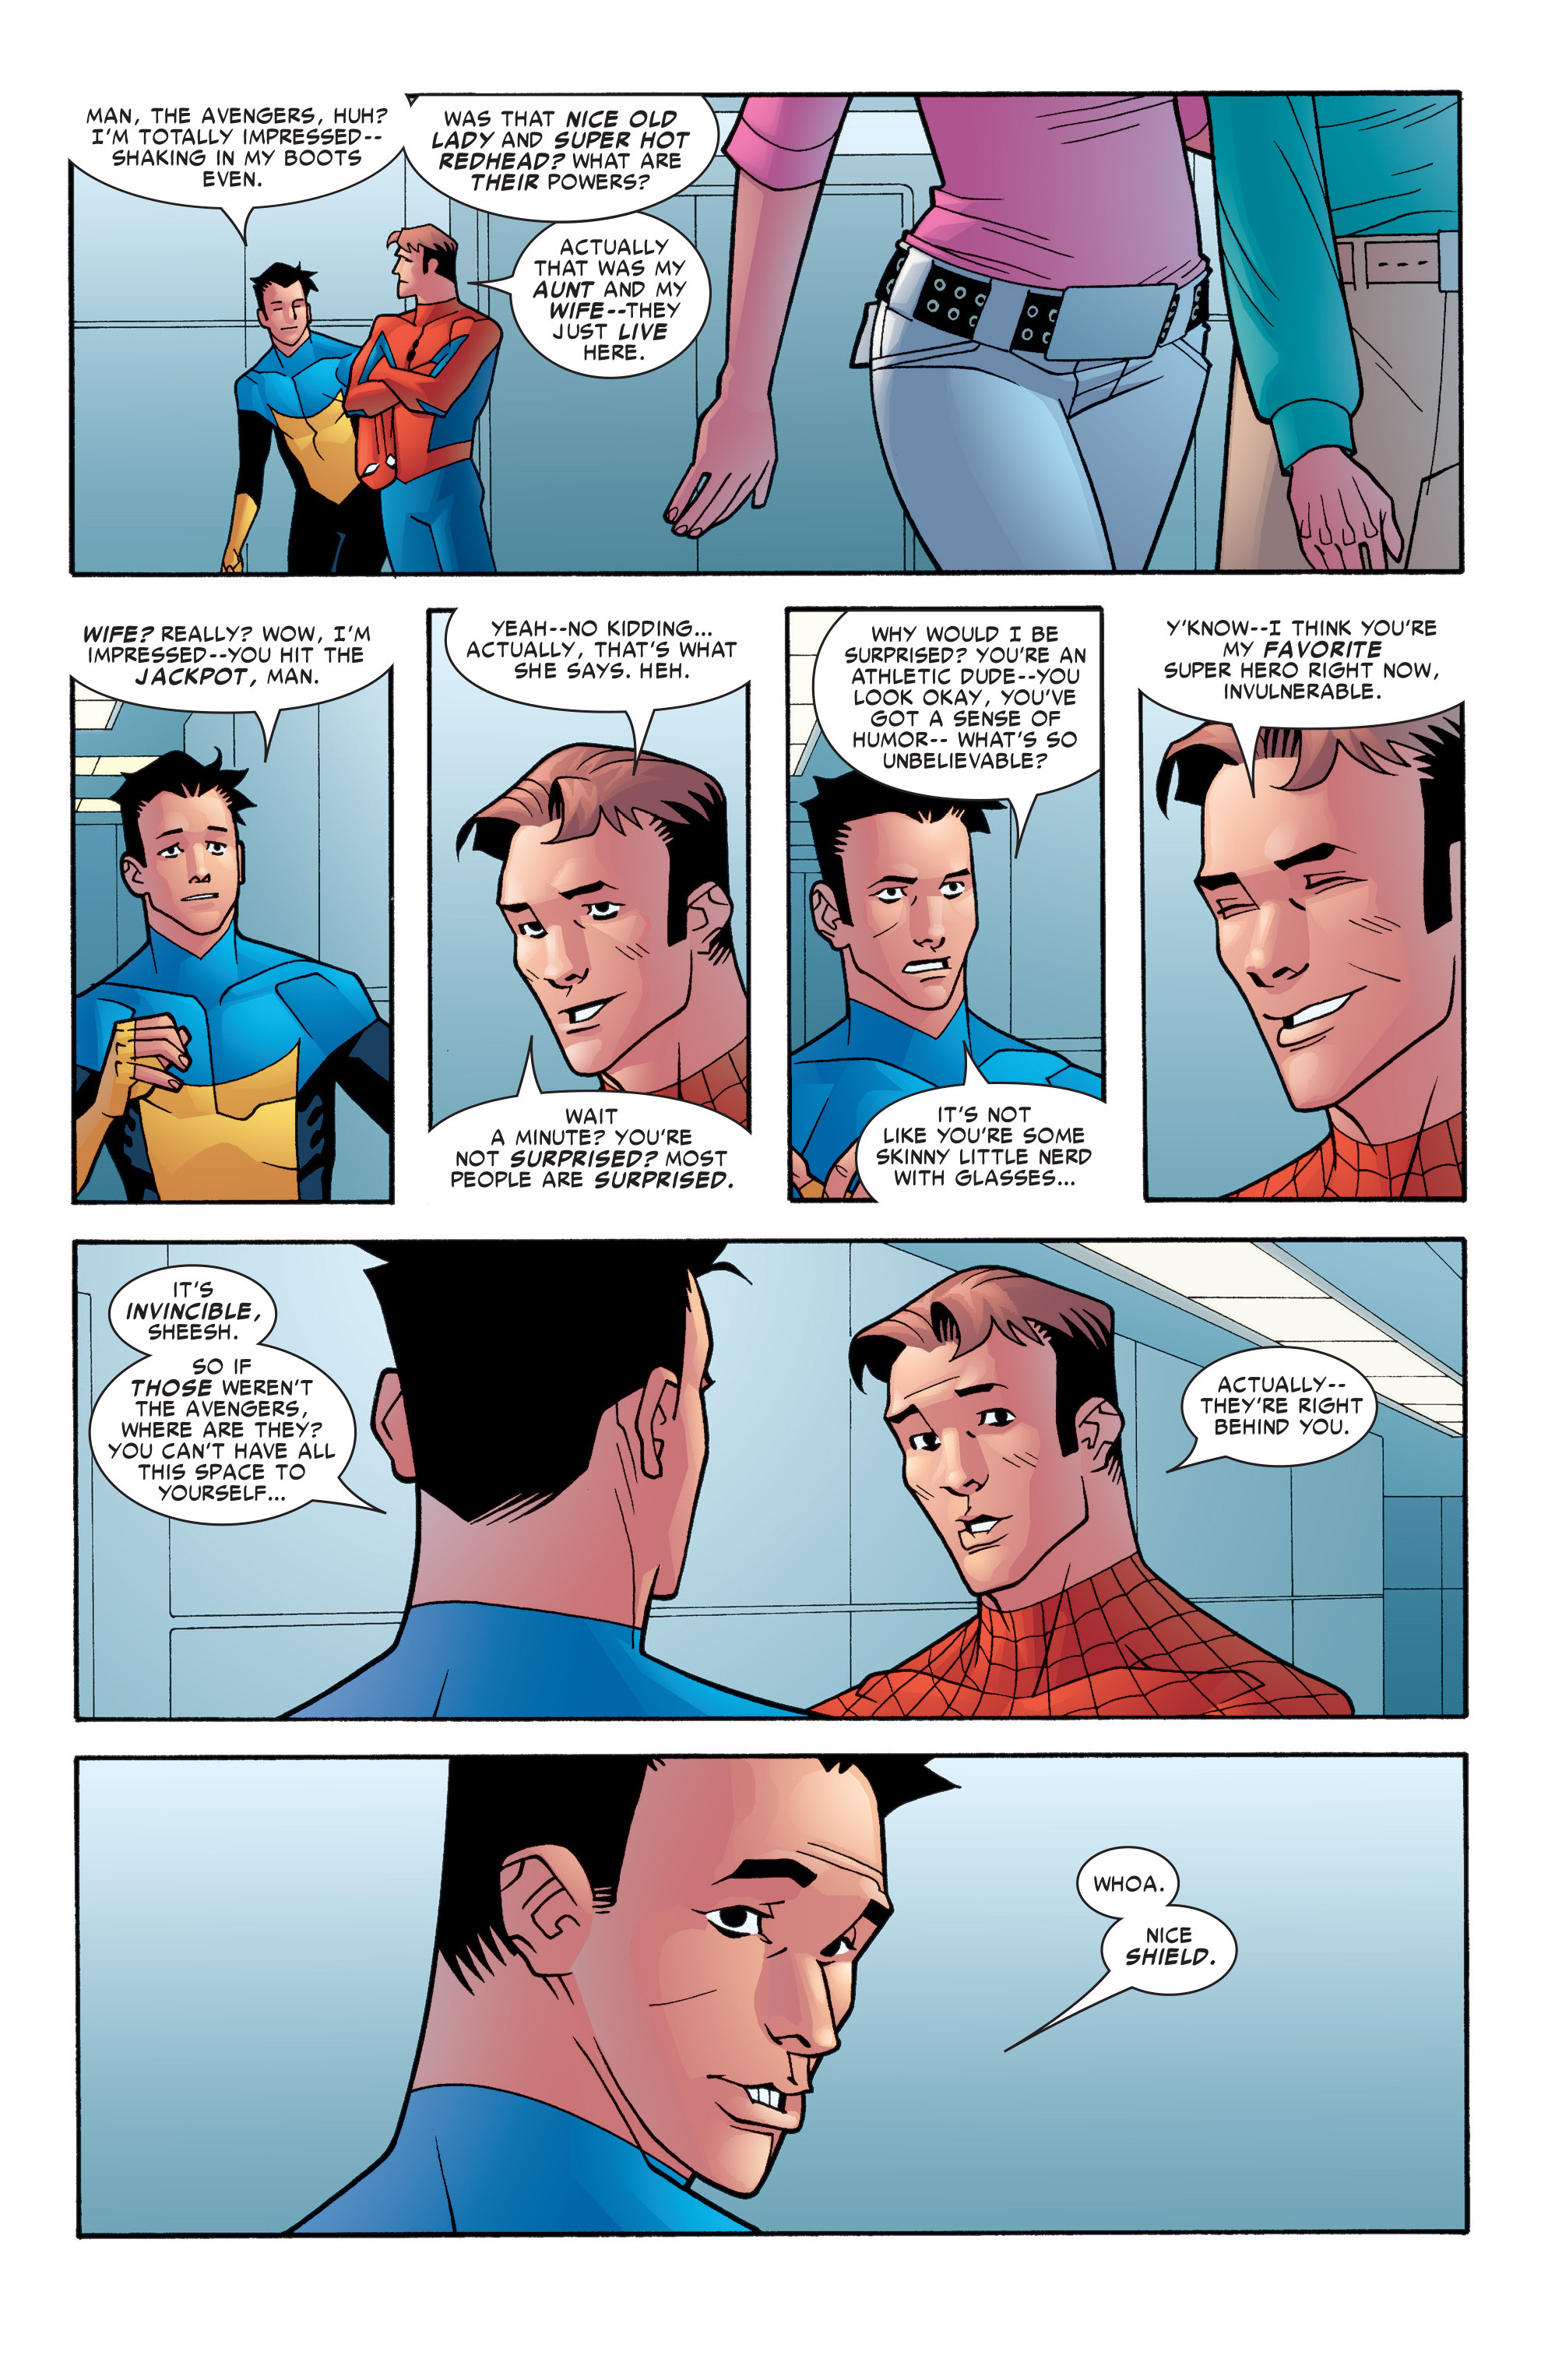 MAN, THE AVENGERS, HUH?
I'M TOTALLY IMPRESSED--
SHAKING IN MY BOOTS
EVEN.
WAS THAT NICE OLD
LADY AND SUPER HOT
REDHEAD? WHAT ARE
THEIR POWERS?
ACTUALLY
THAT WAS MY
AUNT AND MY
WIFE--THEY
JUST LIVE
HERE.
WIFE? REALLY? WOW, I'M
IMPRESSED--YOU HIT THE
JACKPOT, MAN.
YEAH--NO KIDDING...
ACTUALLY, THAT'S WHAT
SHE SAYS. HEH.
WAIT
A MINUTE? YOU'RE
NOT SURPRISED? MOST
PEOPLE ARE SURPRISED.
WHY WOULD I BE
SURPRISED? YOU'RE AN
ATHLETIC DUDE--YOU
LOOK OKAY, YOU'VE
GOT A SENSE OF
HUMOR-- WHAT'S SO
UNBELIEVABLE?
IT'S NOT
LIKE YOU'RE SOME
SKINNY LITTLE NERD
WITH GLASSES...
Y'KNOW--I THINK YOU'RE
MY FAVORITE
SUPER HERO RIGHT NOW,
INVULNERABLE.
IT'S
INVINCIBLE,
SHEESH.
SO IF
THOSE WEREN'T
THE AVENGERS,
WHERE ARE THEY?
YOU CAN'T HAVE ALL
THIS SPACE TO
YOURSELF...
ACTUALLY--
THEY'RE RIGHT
BEHIND YOU.
WHOA.
NICE
SHIELD.